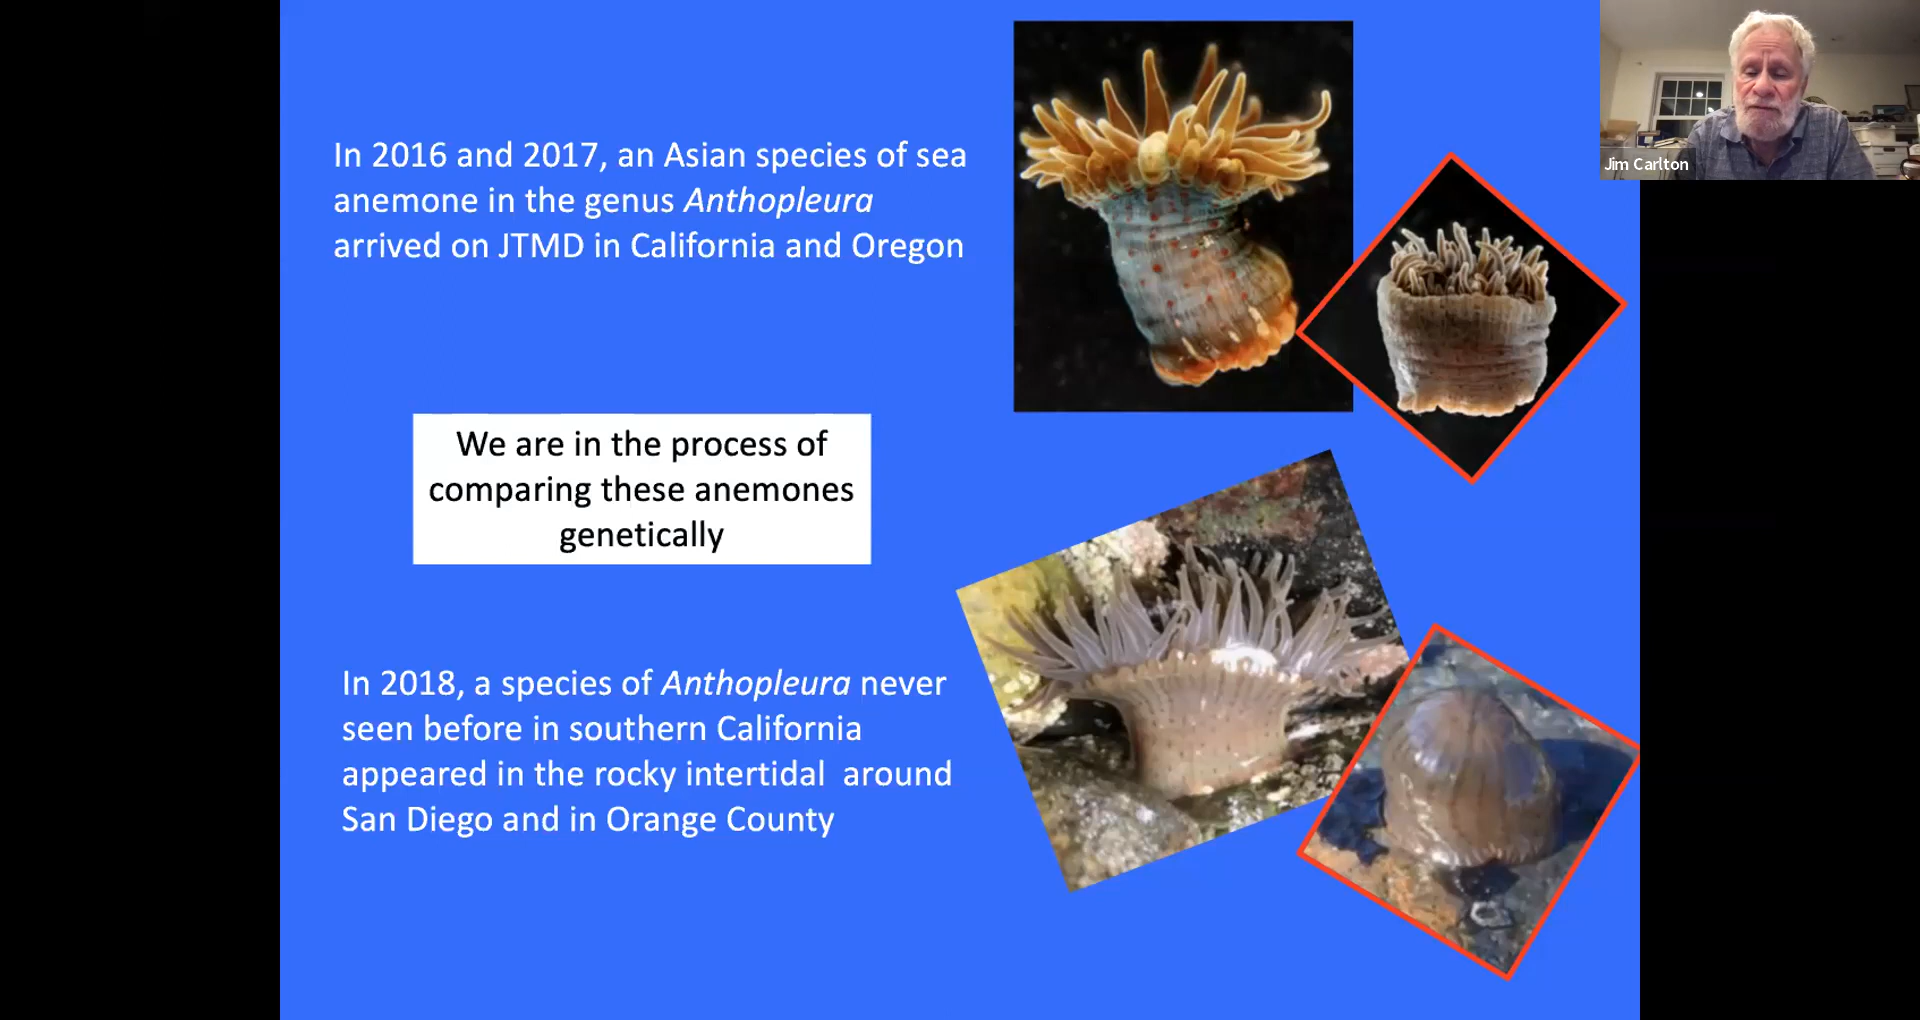 In 2016 and 2017, an Asian species of sea
anemone in the genus Anthopleura
arrived on JTMD in California and Oregon
Jim Carlton
We are in the process of
comparing these anemones
genetically
In 2018, a species of Anthopleura never
seen before in southern California
appeared in the rocky intertidal around
San Diego and in Orange County